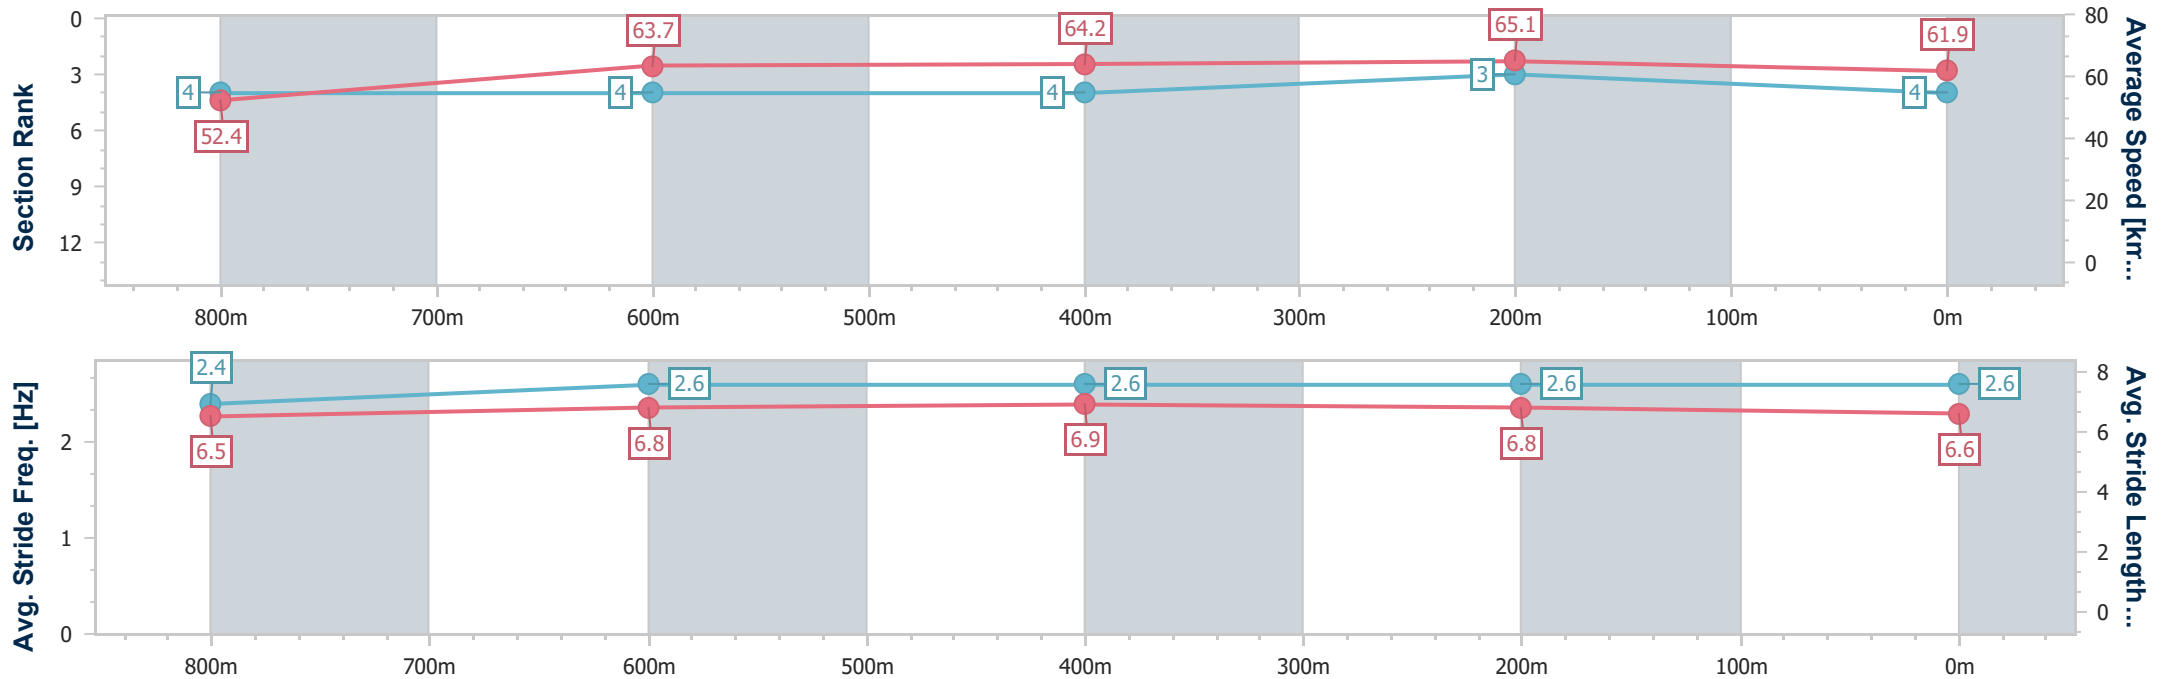 Section Rank
0
3
6
9
12
4
4
4
3
4
52.4
63.7
64.2
65.1
61.9
80
60
40
20
0
Average Speed [km...
800m
700m
600m
500m
400m
300m
200m
100m
0m
Avg. Stride Freq. [Hz]
2
1
0
2.4
2.6
2.6
2.6
2.6
6.5
6.8
6.9
6.8
6.6
8
6
4
2
0
Avg. Stride Length...
800m
700m
600m
500m
400m
300m
200m
100m
0m